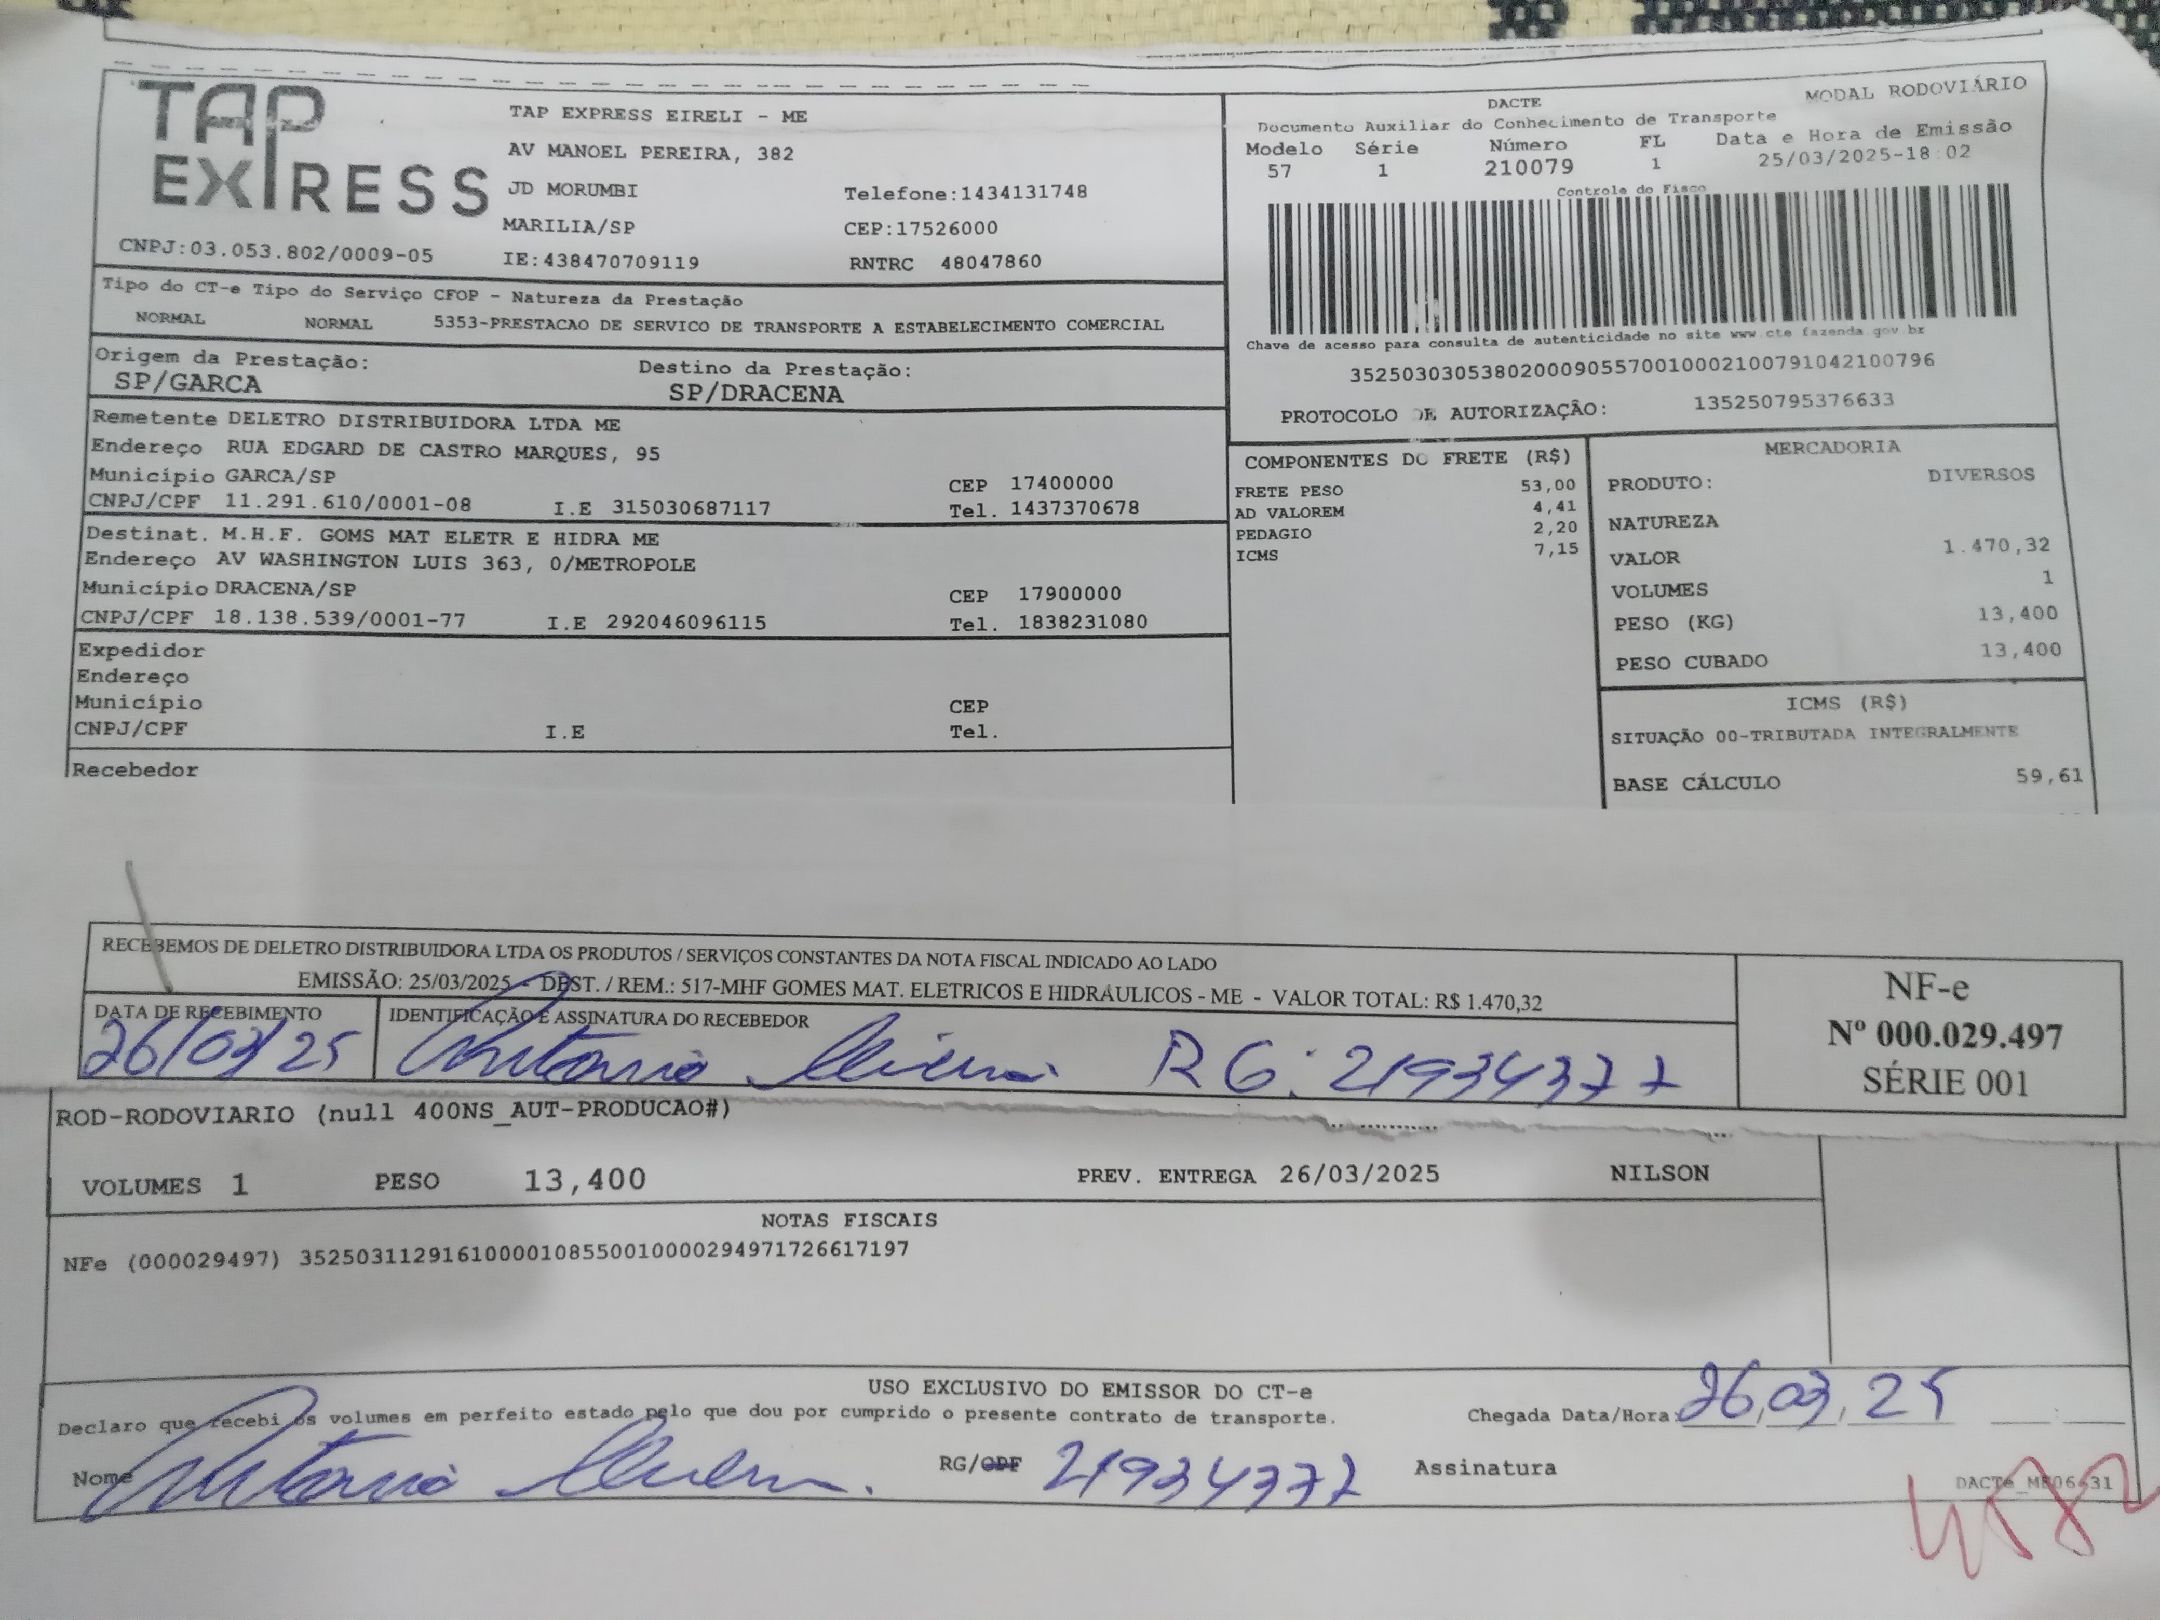 TAP EXPRESS
TAP EXPRESS EIRELI - ME
AV MANOEL PEREIRA, 382
JD MORUMBI Telefone:1434131748
MARILIA/SP CEP:17526000
CNPJ:03.053.802/0009-05 IE:438470709119 RNTRC 48047860
DACTE MODAL RODOVIÁRIO
Documento Auxiliar do Conhecimento de Transporte
Modelo Série Número FL Data e Hora de Emissão
57 1 210079 1 25/03/2025-18:02
Controle do Fisco
Chave de acesso para consulta de autenticidade no site www.cte.fazenda.gov.br
35250303053802000905570010002100791042100796
PROTOCOLO DE AUTORIZAÇÃO: 135250795376633
Tipo do CT-e Tipo do Serviço CFOP - Natureza da Prestação
NORMAL NORMAL 5353-PRESTACAO DE SERVICO DE TRANSPORTE A ESTABELECIMENTO COMERCIAL
Origem da Prestação: Destino da Prestação:
SP/GARCA SP/DRACENA
Remetente DELETRO DISTRIBUIDORA LTDA ME
Endereço RUA EDGARD DE CASTRO MARQUES, 95
Município GARCA/SP CEP 17400000
CNPJ/CPF 11.291.610/0001-08 I.E 315030687117 Tel. 1437370678
Destinat. M.H.F. GOMS MAT ELETR E HIDRA ME
Endereço AV WASHINGTON LUIS 363, 0/METROPOLE
Município DRACENA/SP CEP 17900000
CNPJ/CPF 18.138.539/0001-77 I.E 292046096115 Tel. 1838231080
Expedidor
Endereço
Município CEP
CNPJ/CPF I.E Tel.
Recebedor
COMPONENTES DO FRETE (R$)
FRETE PESO 53,00
AD VALOREM 4,41
PEDAGIO 2,20
ICMS 7,15
MERCADORIA
PRODUTO: DIVERSOS
NATUREZA
VALOR 1.470,32
VOLUMES 1
PESO (KG) 13,400
PESO CUBADO 13,400
ICMS (R$)
SITUAÇÃO 00-TRIBUTADA INTEGRALMENTE
BASE CÁLCULO 59,61
RECEBEMOS DE DELETRO DISTRIBUIDORA LTDA OS PRODUTOS / SERVIÇOS CONSTANTES DA NOTA FISCAL INDICADO AO LADO
EMISSÃO: 25/03/2025 - DEST. / REM.: 517-MHF GOMES MAT. ELETRICOS E HIDRÁULICOS - ME - VALOR TOTAL: R$ 1.470,32
DATA DE RECEBIMENTO IDENTIFICAÇÃO E ASSINATURA DO RECEBEDOR
26/03/25 Antonio RG: 21934377
NF-e
Nº 000.029.497
SÉRIE 001
ROD-RODOVIARIO (null 400NS_AUT-PRODUCAO#)
VOLUMES 1 PESO 13,400 PREV. ENTREGA 26/03/2025 NILSON
NOTAS FISCAIS
NFe (000029497) 35250311291610000108550010000294971726617197
USO EXCLUSIVO DO EMISSOR DO CT-e
Declaro que recebi os volumes em perfeito estado pelo que dou por cumprido o presente contrato de transporte. Chegada Data/Hora: 26/03/25
Nome Antonio RG/CPF 21934377 Assinatura